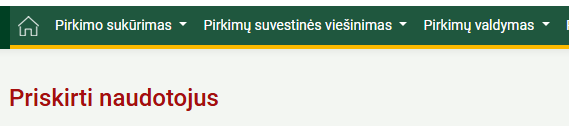 Pirkimo sukūrimas Pirkimų suvestinės viešinimas Pirkimų valdymas
Priskirti naudotojus